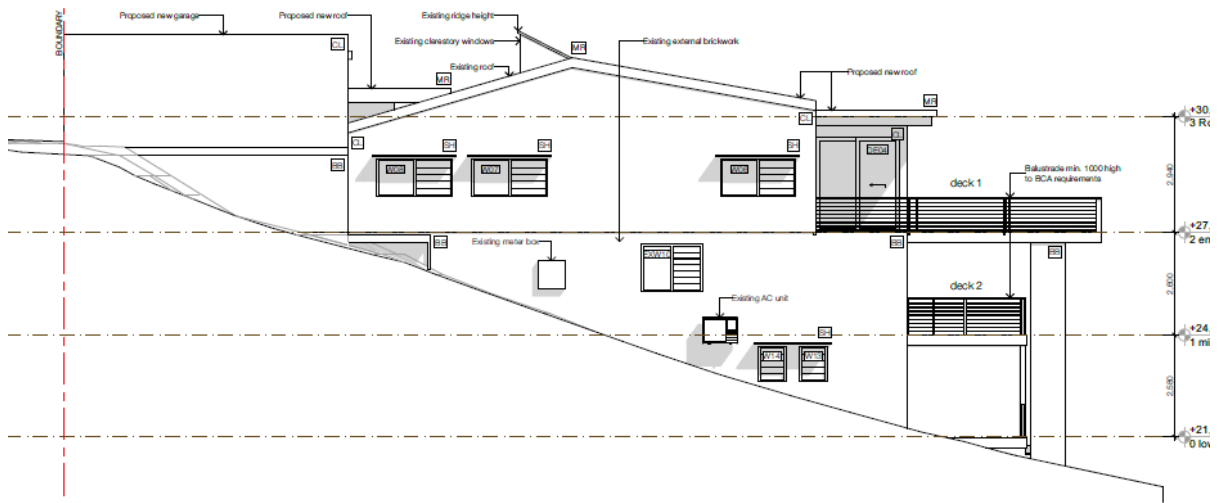 BOUNDARY
Proposed new garage
Proposed new roof
Existing ridge height
Existing clerestory windows
Existing roof
Existing external brickwork
Proposed new roof
CL
MR
MR
MR
CL
CL
CL
BB
SH
SH
SH
W07
DE04
+30.
3 Ro
2.940
deck 1
Balustrade min. 1000 high
to BCA requirements
+27.
2 en
BB
BB
BB
Existing meter box
EXW10
2.600
deck 2
Existing AC unit
SH
W14
W13
+24.
1 mi
2.580
+21.
0 low